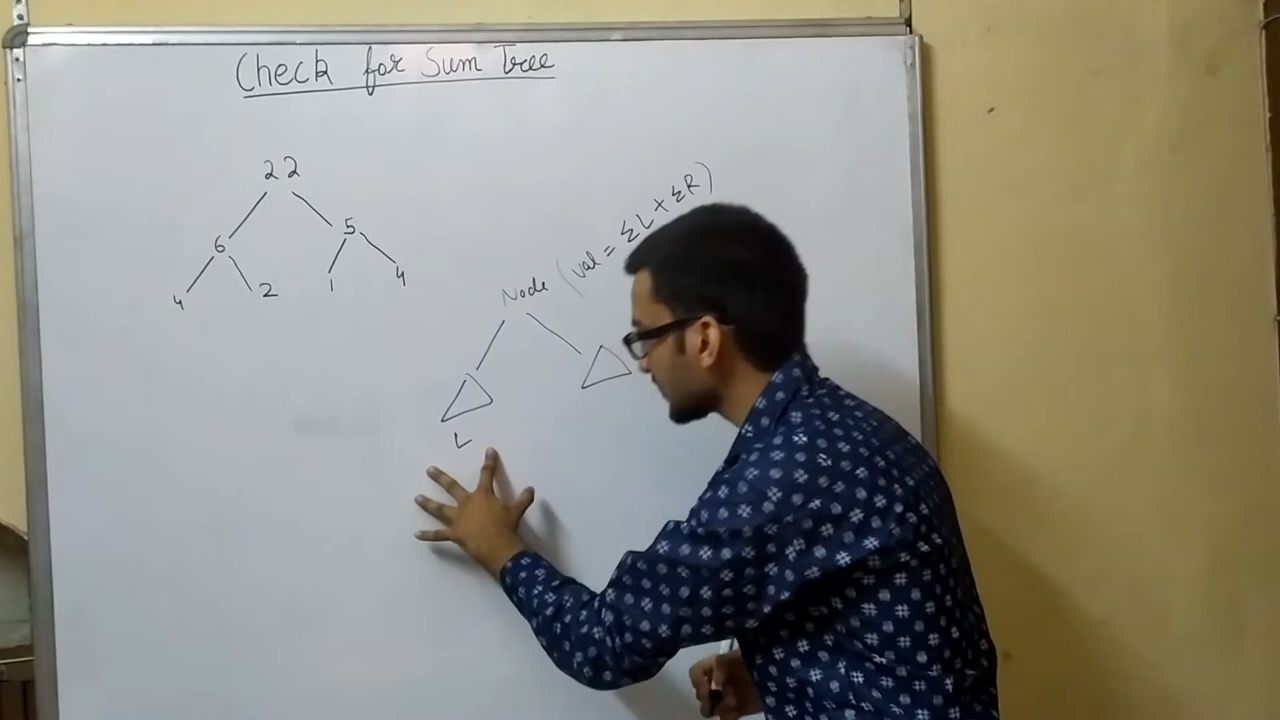 Check for Sum Tree
22
6 5
4 2 1 4
Node (val = ΣL + ΣR)
L